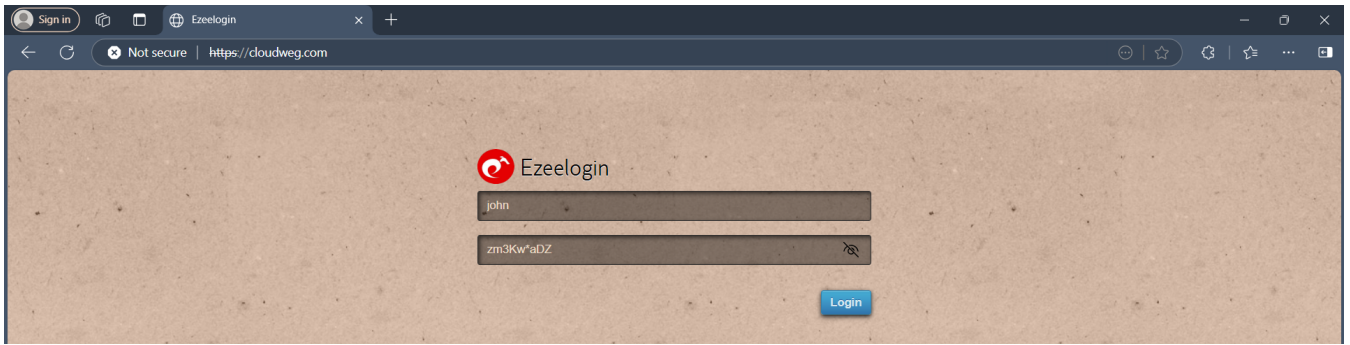 Sign in
Ezeelogin
Not secure | https://cloudweg.com
Ezeelogin
john
zm3Kw*aDZ
Login